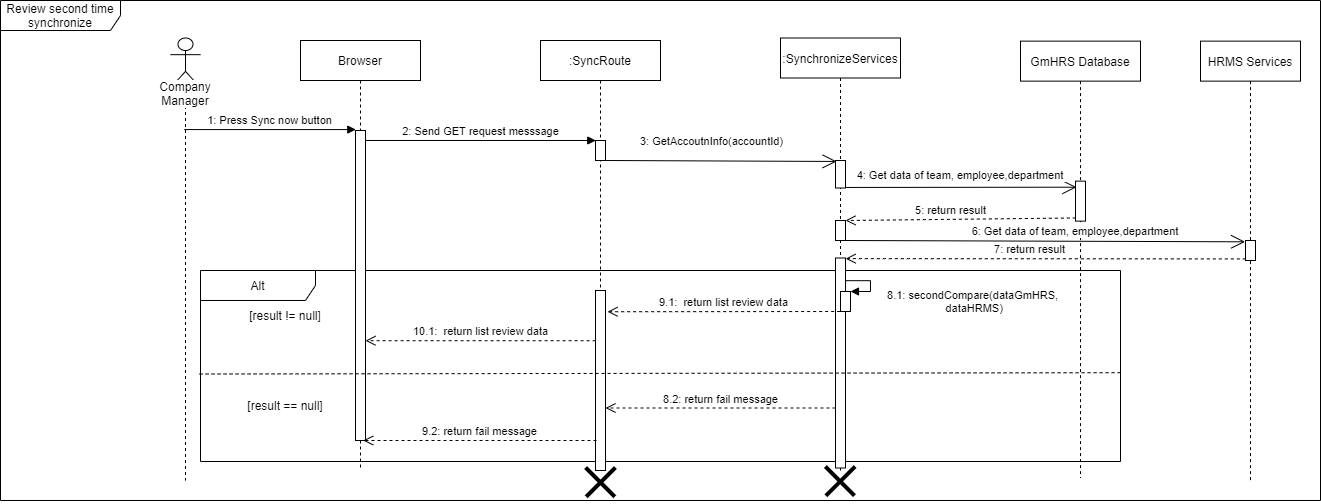 Review second time
synchronize
Company
Manager
Browser
:SyncRoute
:SynchronizeServices
GmHRS Database
HRMS Services
1: Press Sync now button
2: Send GET request messsage
3: GetAccoutnInfo(accountId)
4: Get data of team, employee,department
5: return result
6: Get data of team, employee,department
7: return result
Alt
[result != null]
8.1: secondCompare(dataGmHRS,
dataHRMS)
9.1:  return list review data
10.1:  return list review data
[result == null]
8.2: return fail message
9.2: return fail message